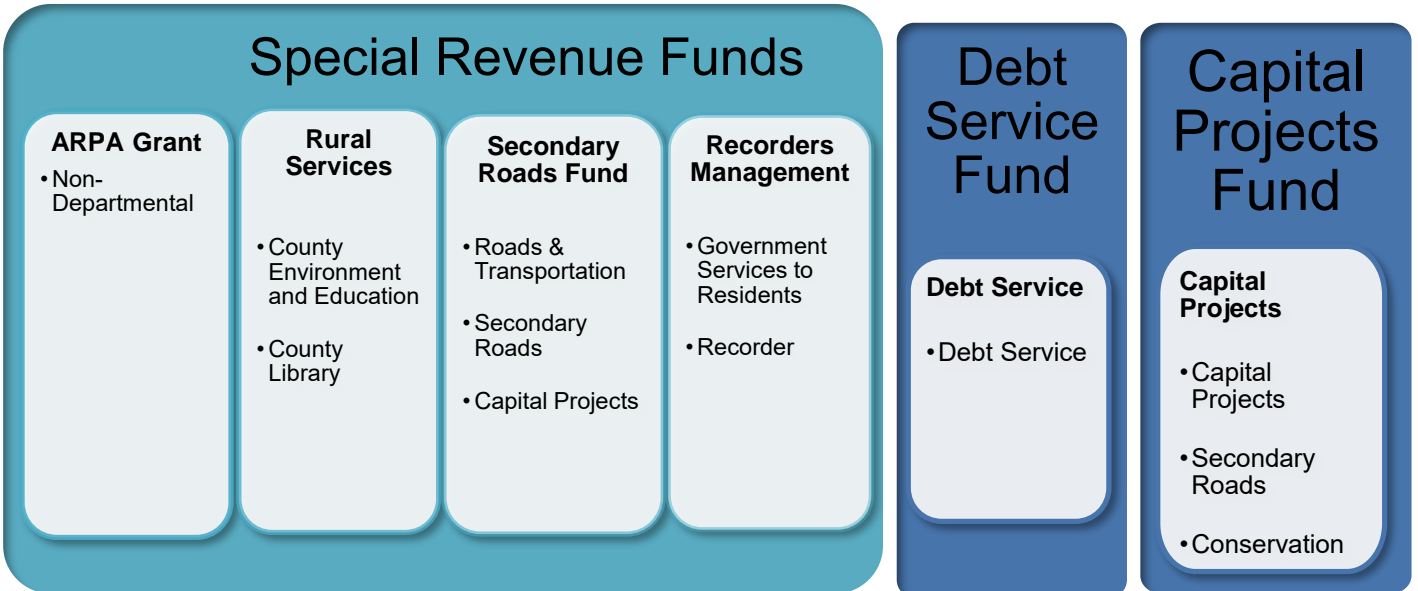 Special Revenue Funds
ARPA Grant
• Non-
Departmental
Rural
Services
• County
Environment
and Education
• County
Library
Secondary
Roads Fund
• Roads &
Transportation
• Secondary
Roads
• Capital Projects
Recorders
Management
• Government
Services to
Residents
• Recorder
Debt
Service
Fund
Debt Service
• Debt Service
Capital
Projects
Fund
Capital
Projects
• Capital
Projects
• Secondary
Roads
• Conservation